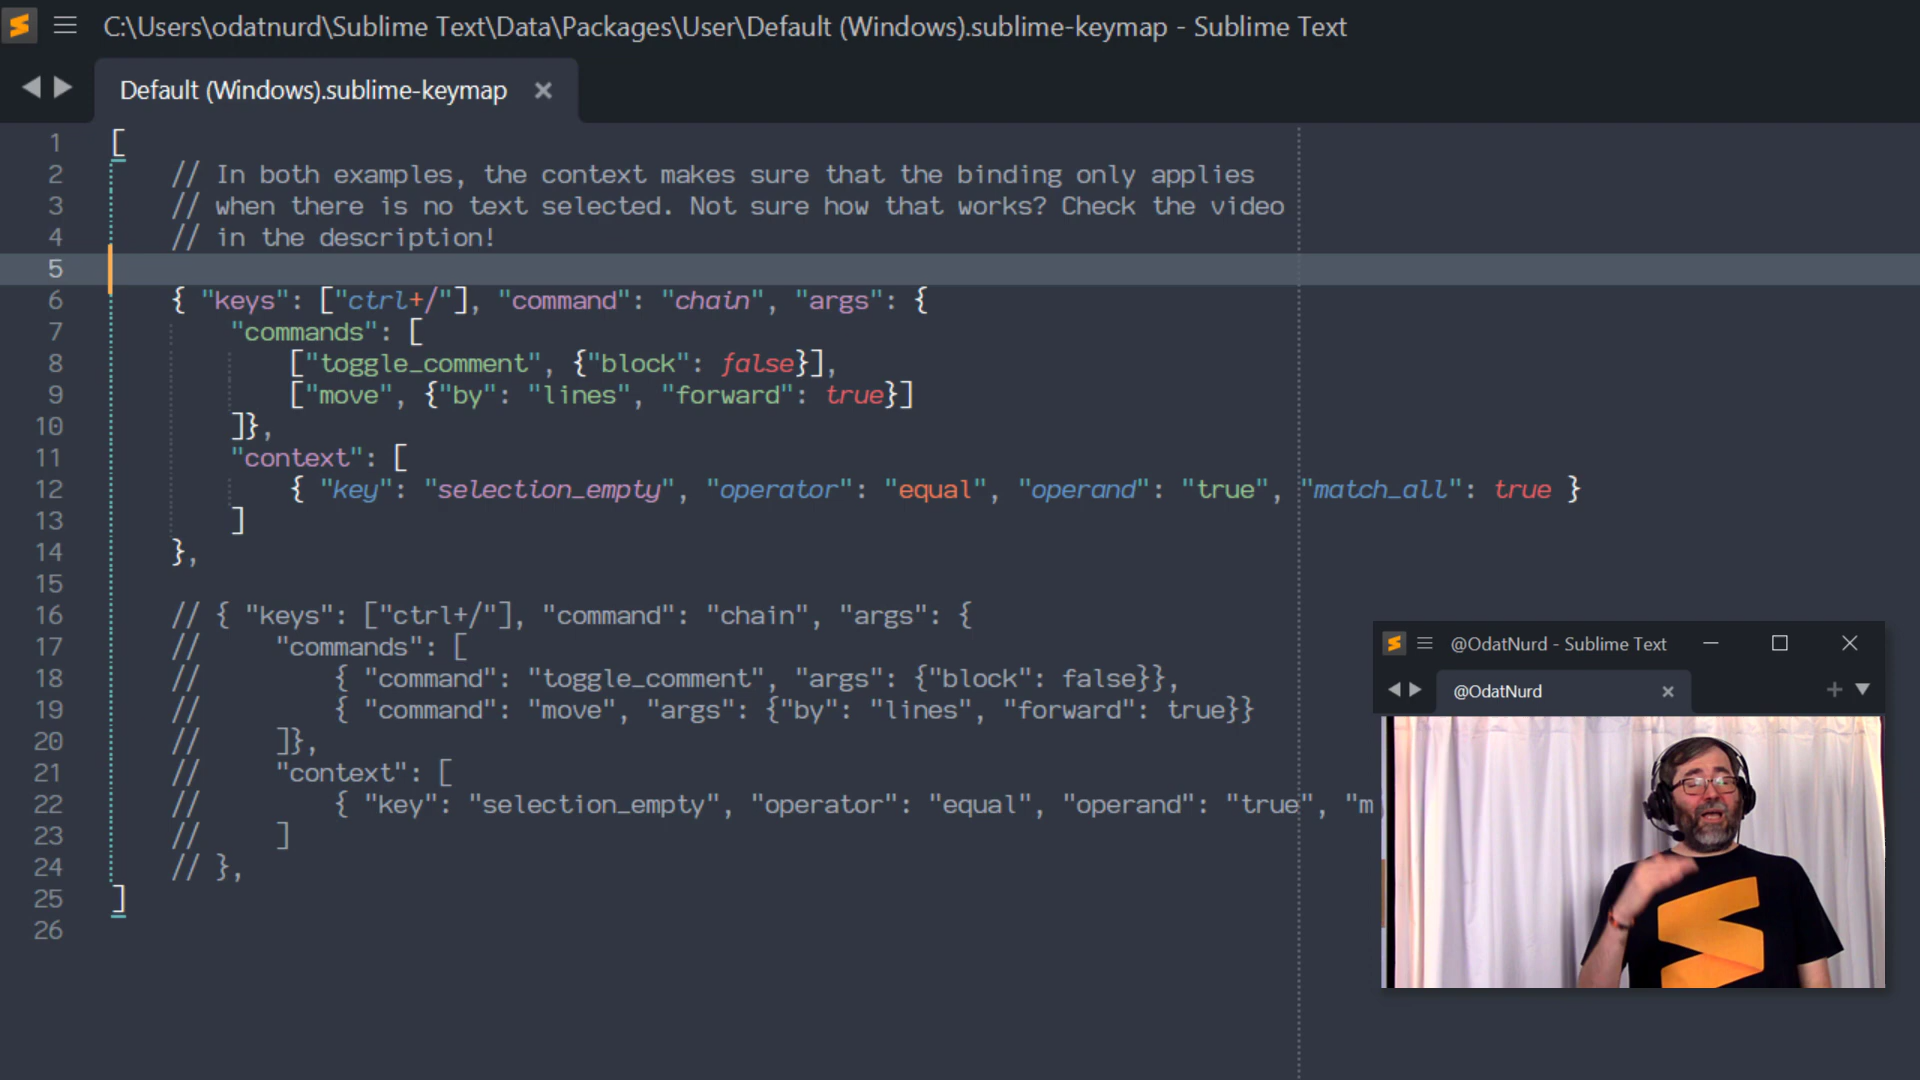 C:\Users\odatnurd\Sublime Text\Data\Packages\User\Default (Windows).sublime-keymap - Sublime Text
Default (Windows).sublime-keymap
1 [
2 // In both examples, the context makes sure that the binding only applies
3 // when there is no text selected. Not sure how that works? Check the video
4 // in the description!
5
6 { "keys": ["ctrl+/"], "command": "chain", "args": {
7 "commands": [
8 ["toggle_comment", {"block": false}],
9 ["move", {"by": "lines", "forward": true}]
10 ]},
11 "context": [
12 { "key": "selection_empty", "operator": "equal", "operand": "true", "match_all": true }
13 ]
14 },
15
16 // { "keys": ["ctrl+/"], "command": "chain", "args": {
17 // "commands": [
18 // { "command": "toggle_comment", "args": {"block": false}},
19 // { "command": "move", "args": {"by": "lines", "forward": true}}
20 // ]},
21 // "context": [
22 // { "key": "selection_empty", "operator": "equal", "operand": "true", "m
23 // ]
24 // },
25 ]
26
@OdatNurd - Sublime Text
@OdatNurd